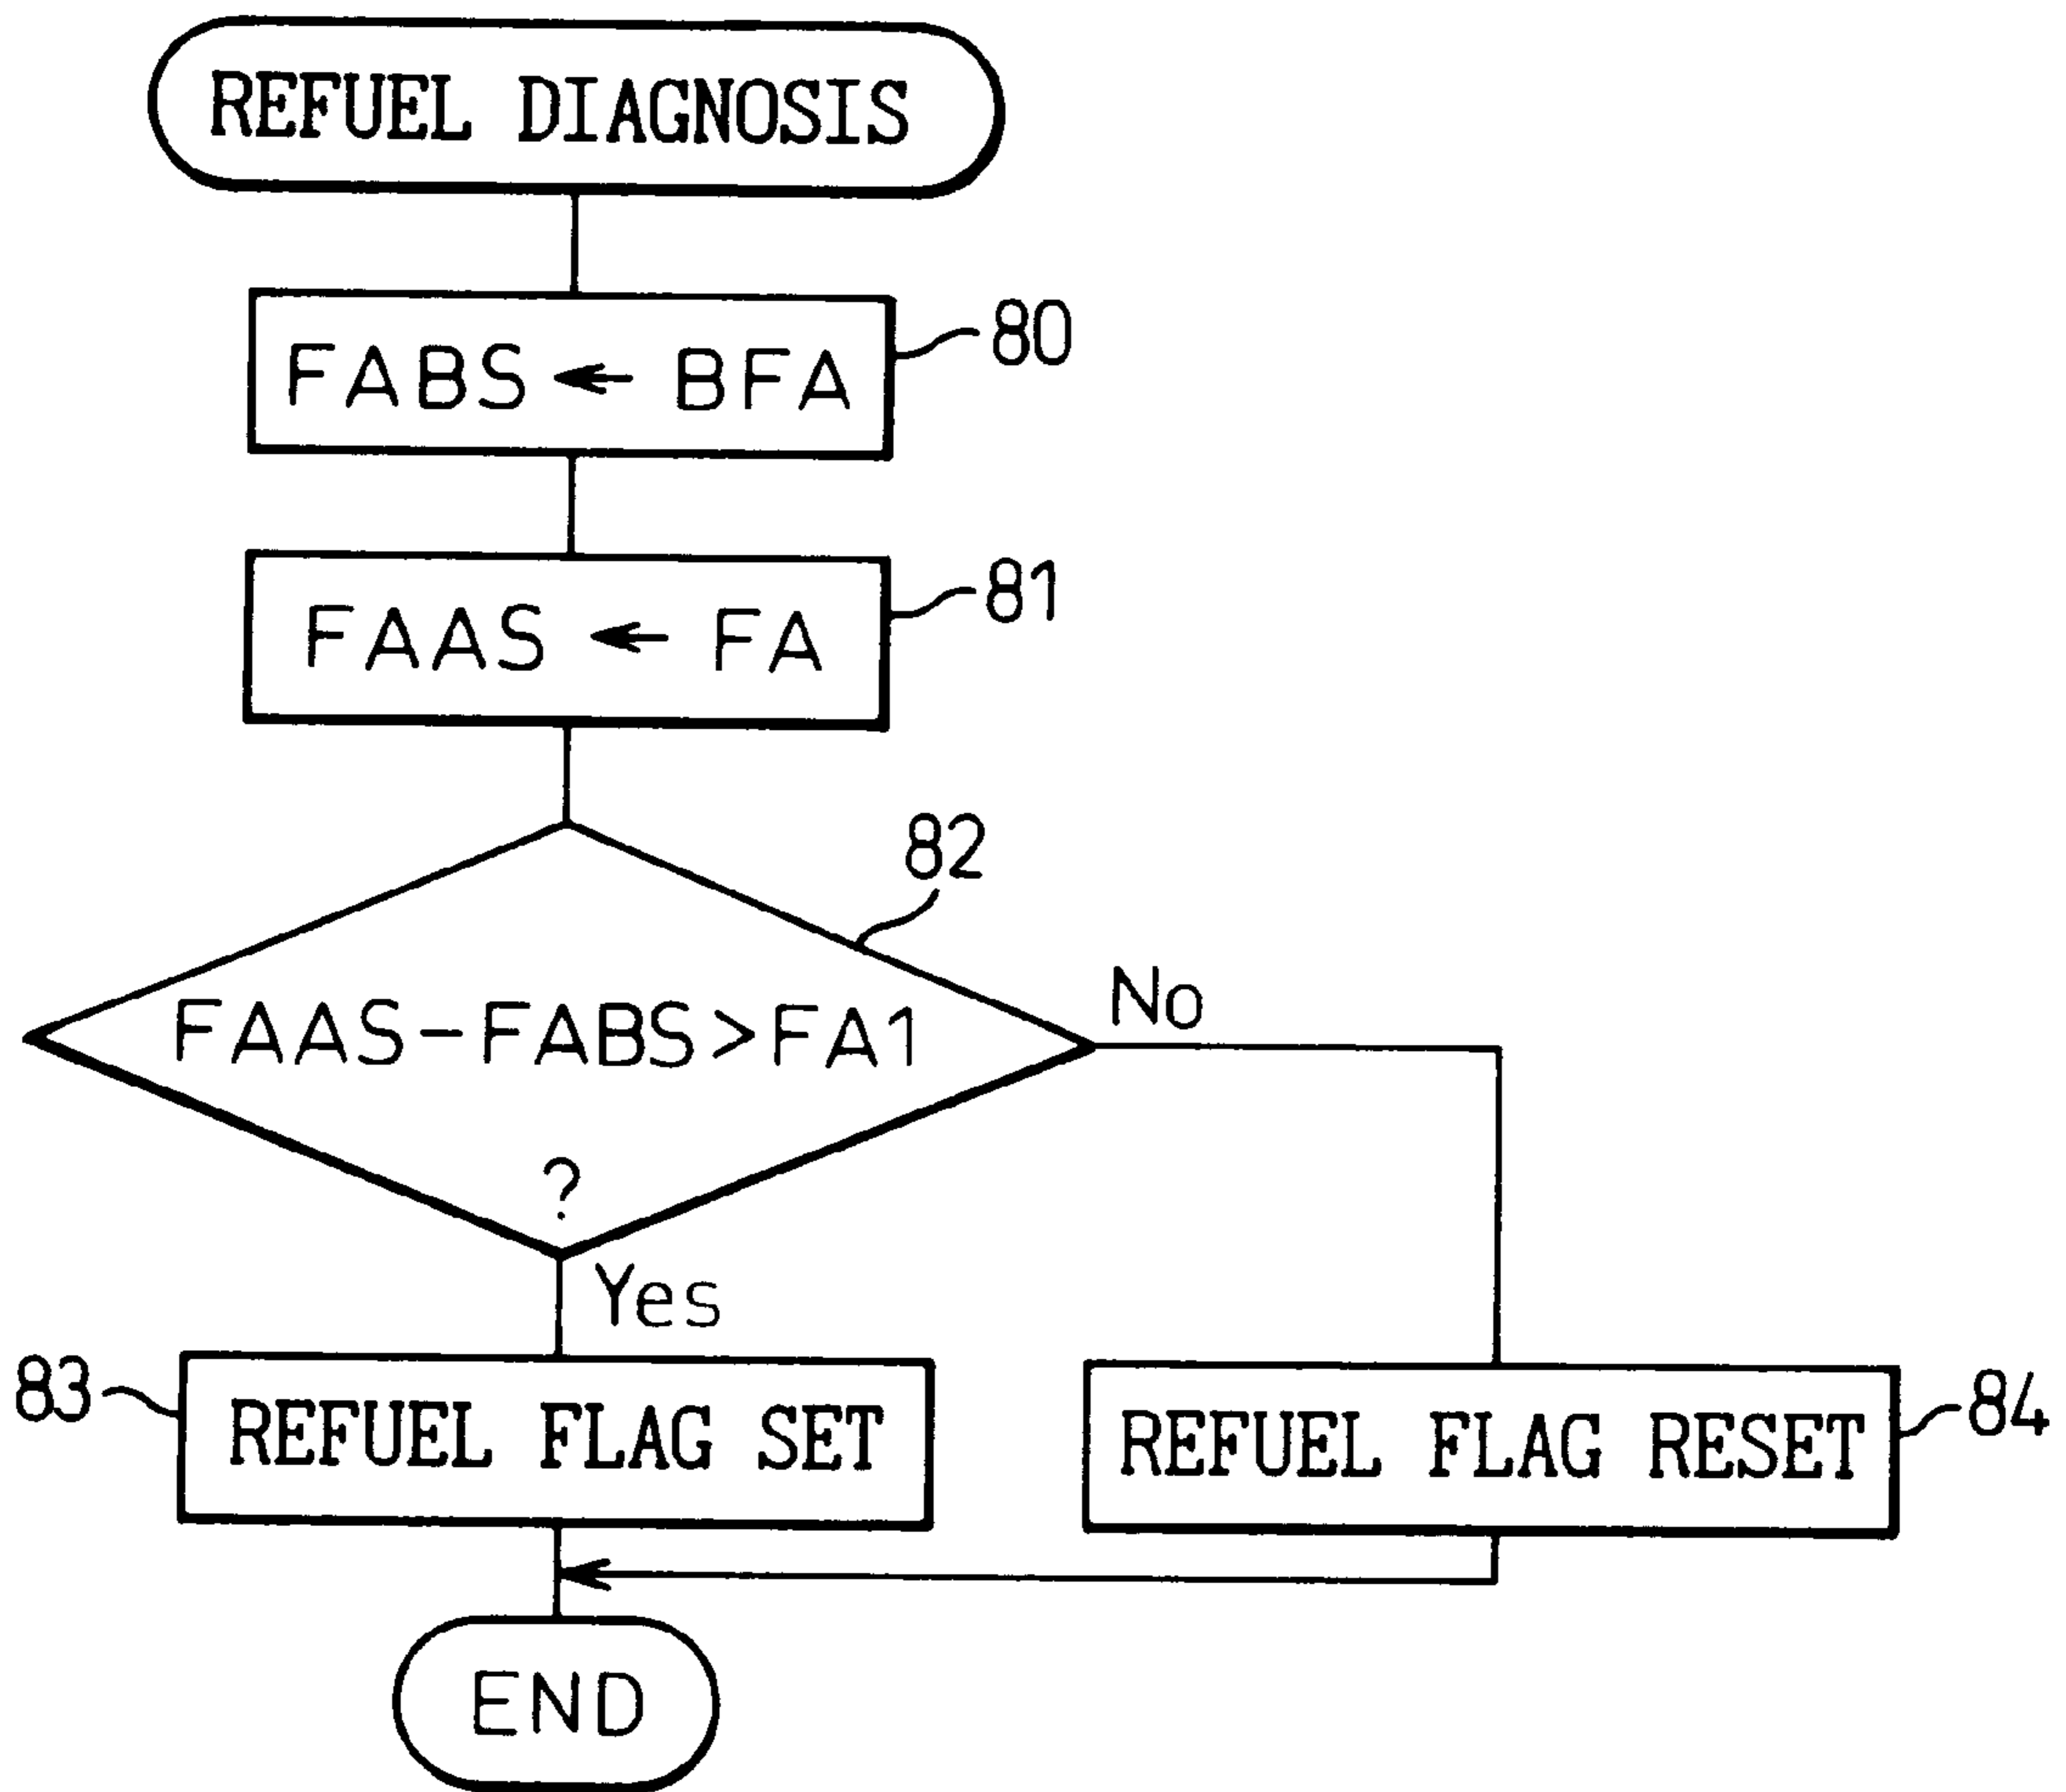 REFUEL DIAGNOSIS
FABS ← BFA
80
FAAS ← FA
81
82
FAAS-FABS>FA1
?
No
Yes
83
REFUEL FLAG SET
REFUEL FLAG RESET
84
END